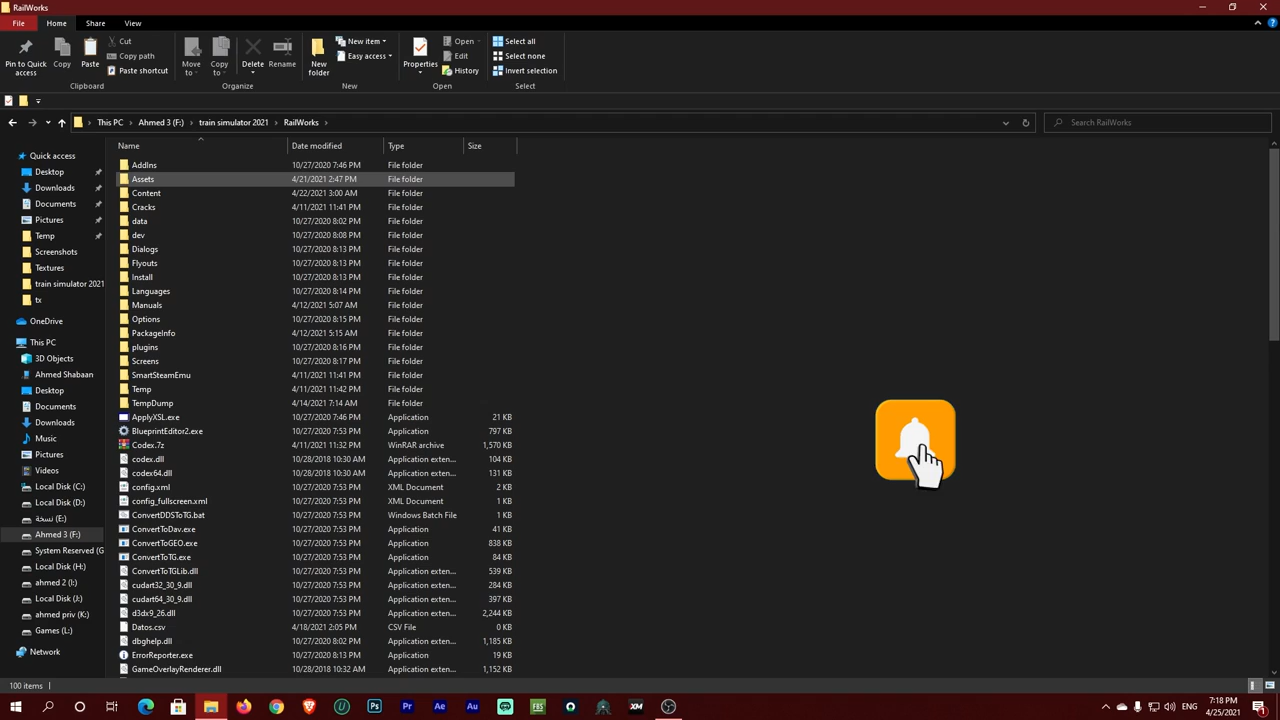 RailWorks
File Home Share View
Pin to Quick access
Copy
Paste
Cut
Copy path
Paste shortcut
Clipboard
Move to
Copy to
Delete
Rename
Organize
New folder
New item
Easy access
New
Properties
Open
Edit
History
Open
Select all
Select none
Invert selection
Select
This PC Ahmed 3 (F:) train simulator 2021 RailWorks
Search RailWorks
Name Date modified Type Size
Quick access
Desktop
Downloads
Documents
Pictures
Temp
Screenshots
Textures
train simulator 2021
tx
OneDrive
This PC
3D Objects
Ahmed Shabaan
Desktop
Documents
Downloads
Music
Pictures
Videos
Local Disk (C:)
Local Disk (D:)
نسخة (E:)
Ahmed 3 (F:)
System Reserved (G
Local Disk (H:)
ahmed 2 (I:)
Local Disk (J:)
ahmed priv (K:)
Games (L:)
Network
AddIns 10/27/2020 7:46 PM File folder
Assets 4/21/2021 2:47 PM File folder
Content 4/22/2021 3:00 AM File folder
Cracks 4/11/2021 11:41 PM File folder
data 10/27/2020 8:02 PM File folder
dev 10/27/2020 8:08 PM File folder
Dialogs 10/27/2020 8:13 PM File folder
Flyouts 10/27/2020 8:13 PM File folder
Install 10/27/2020 8:13 PM File folder
Languages 10/27/2020 8:14 PM File folder
Manuals 4/12/2021 5:07 AM File folder
Options 10/27/2020 8:15 PM File folder
PackageInfo 4/12/2021 5:15 AM File folder
plugins 10/27/2020 8:16 PM File folder
Screens 10/27/2020 8:17 PM File folder
SmartSteamEmu 4/11/2021 11:41 PM File folder
Temp 4/11/2021 11:42 PM File folder
TempDump 4/14/2021 7:14 AM File folder
ApplyXSL.exe 10/27/2020 7:46 PM Application 21 KB
BlueprintEditor2.exe 10/27/2020 7:46 PM Application 797 KB
Codex.7z 4/11/2021 11:32 PM WinRAR archive 1,570 KB
codex.dll 10/28/2018 10:30 AM Application exten... 104 KB
codex64.dll 10/28/2018 10:30 AM Application exten... 131 KB
config.xml 10/27/2020 7:53 PM XML Document 2 KB
config_fullscreen.xml 10/27/2020 7:53 PM XML Document 1 KB
ConvertDDSToTG.bat 10/27/2020 7:53 PM Windows Batch File 1 KB
ConvertToDav.exe 10/27/2020 7:53 PM Application 41 KB
ConvertToGEO.exe 10/27/2020 7:53 PM Application 838 KB
ConvertToTG.exe 10/27/2020 7:53 PM Application 84 KB
ConvertToTGLib.dll 10/27/2020 7:53 PM Application exten... 539 KB
cudart32_30_9.dll 10/27/2020 7:53 PM Application exten... 284 KB
cudart64_30_9.dll 10/27/2020 7:53 PM Application exten... 397 KB
d3dx9_26.dll 10/27/2020 7:53 PM Application exten... 2,244 KB
Datos.csv 4/18/2021 2:05 PM CSV File 0 KB
dbghelp.dll 10/27/2020 8:02 PM Application exten... 1,185 KB
ErrorReporter.exe 10/27/2020 7:53 PM Application 19 KB
GameOverlayRenderer.dll 10/28/2018 10:32 AM Application exten... 1,152 KB
100 items
Ps Pr Ae Au FBS XM
ENG
7:18 PM
4/25/2021
1